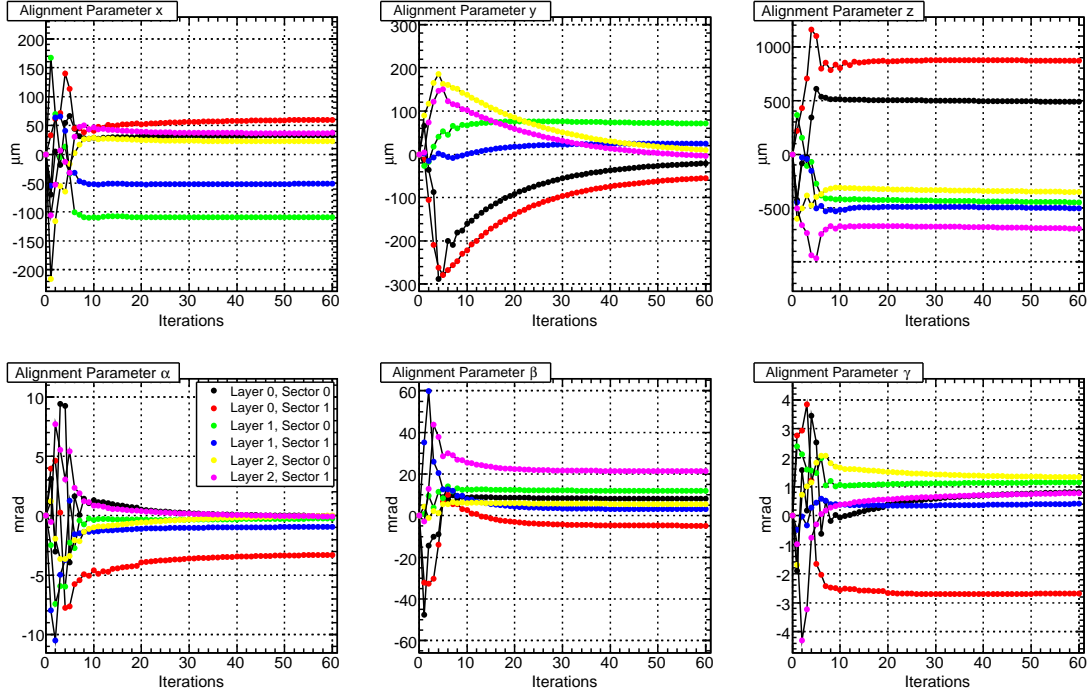 Alignment Parameter x
200
150
100
50
0
-50
-100
-150
-200
μm
0 10 20 30 40 50 60
Iterations
Alignment Parameter y
300
200
100
0
-100
-200
-300
μm
0 10 20 30 40 50 60
Iterations
Alignment Parameter z
1000
500
0
-500
μm
0 10 20 30 40 50 60
Iterations
Alignment Parameter α
10
5
0
-5
-10
mrad
Layer 0, Sector 0
Layer 0, Sector 1
Layer 1, Sector 0
Layer 1, Sector 1
Layer 2, Sector 0
Layer 2, Sector 1
0 10 20 30 40 50 60
Iterations
Alignment Parameter β
60
40
20
0
-20
-40
-60
mrad
0 10 20 30 40 50 60
Iterations
Alignment Parameter γ
4
3
2
1
0
-1
-2
-3
-4
mrad
0 10 20 30 40 50 60
Iterations